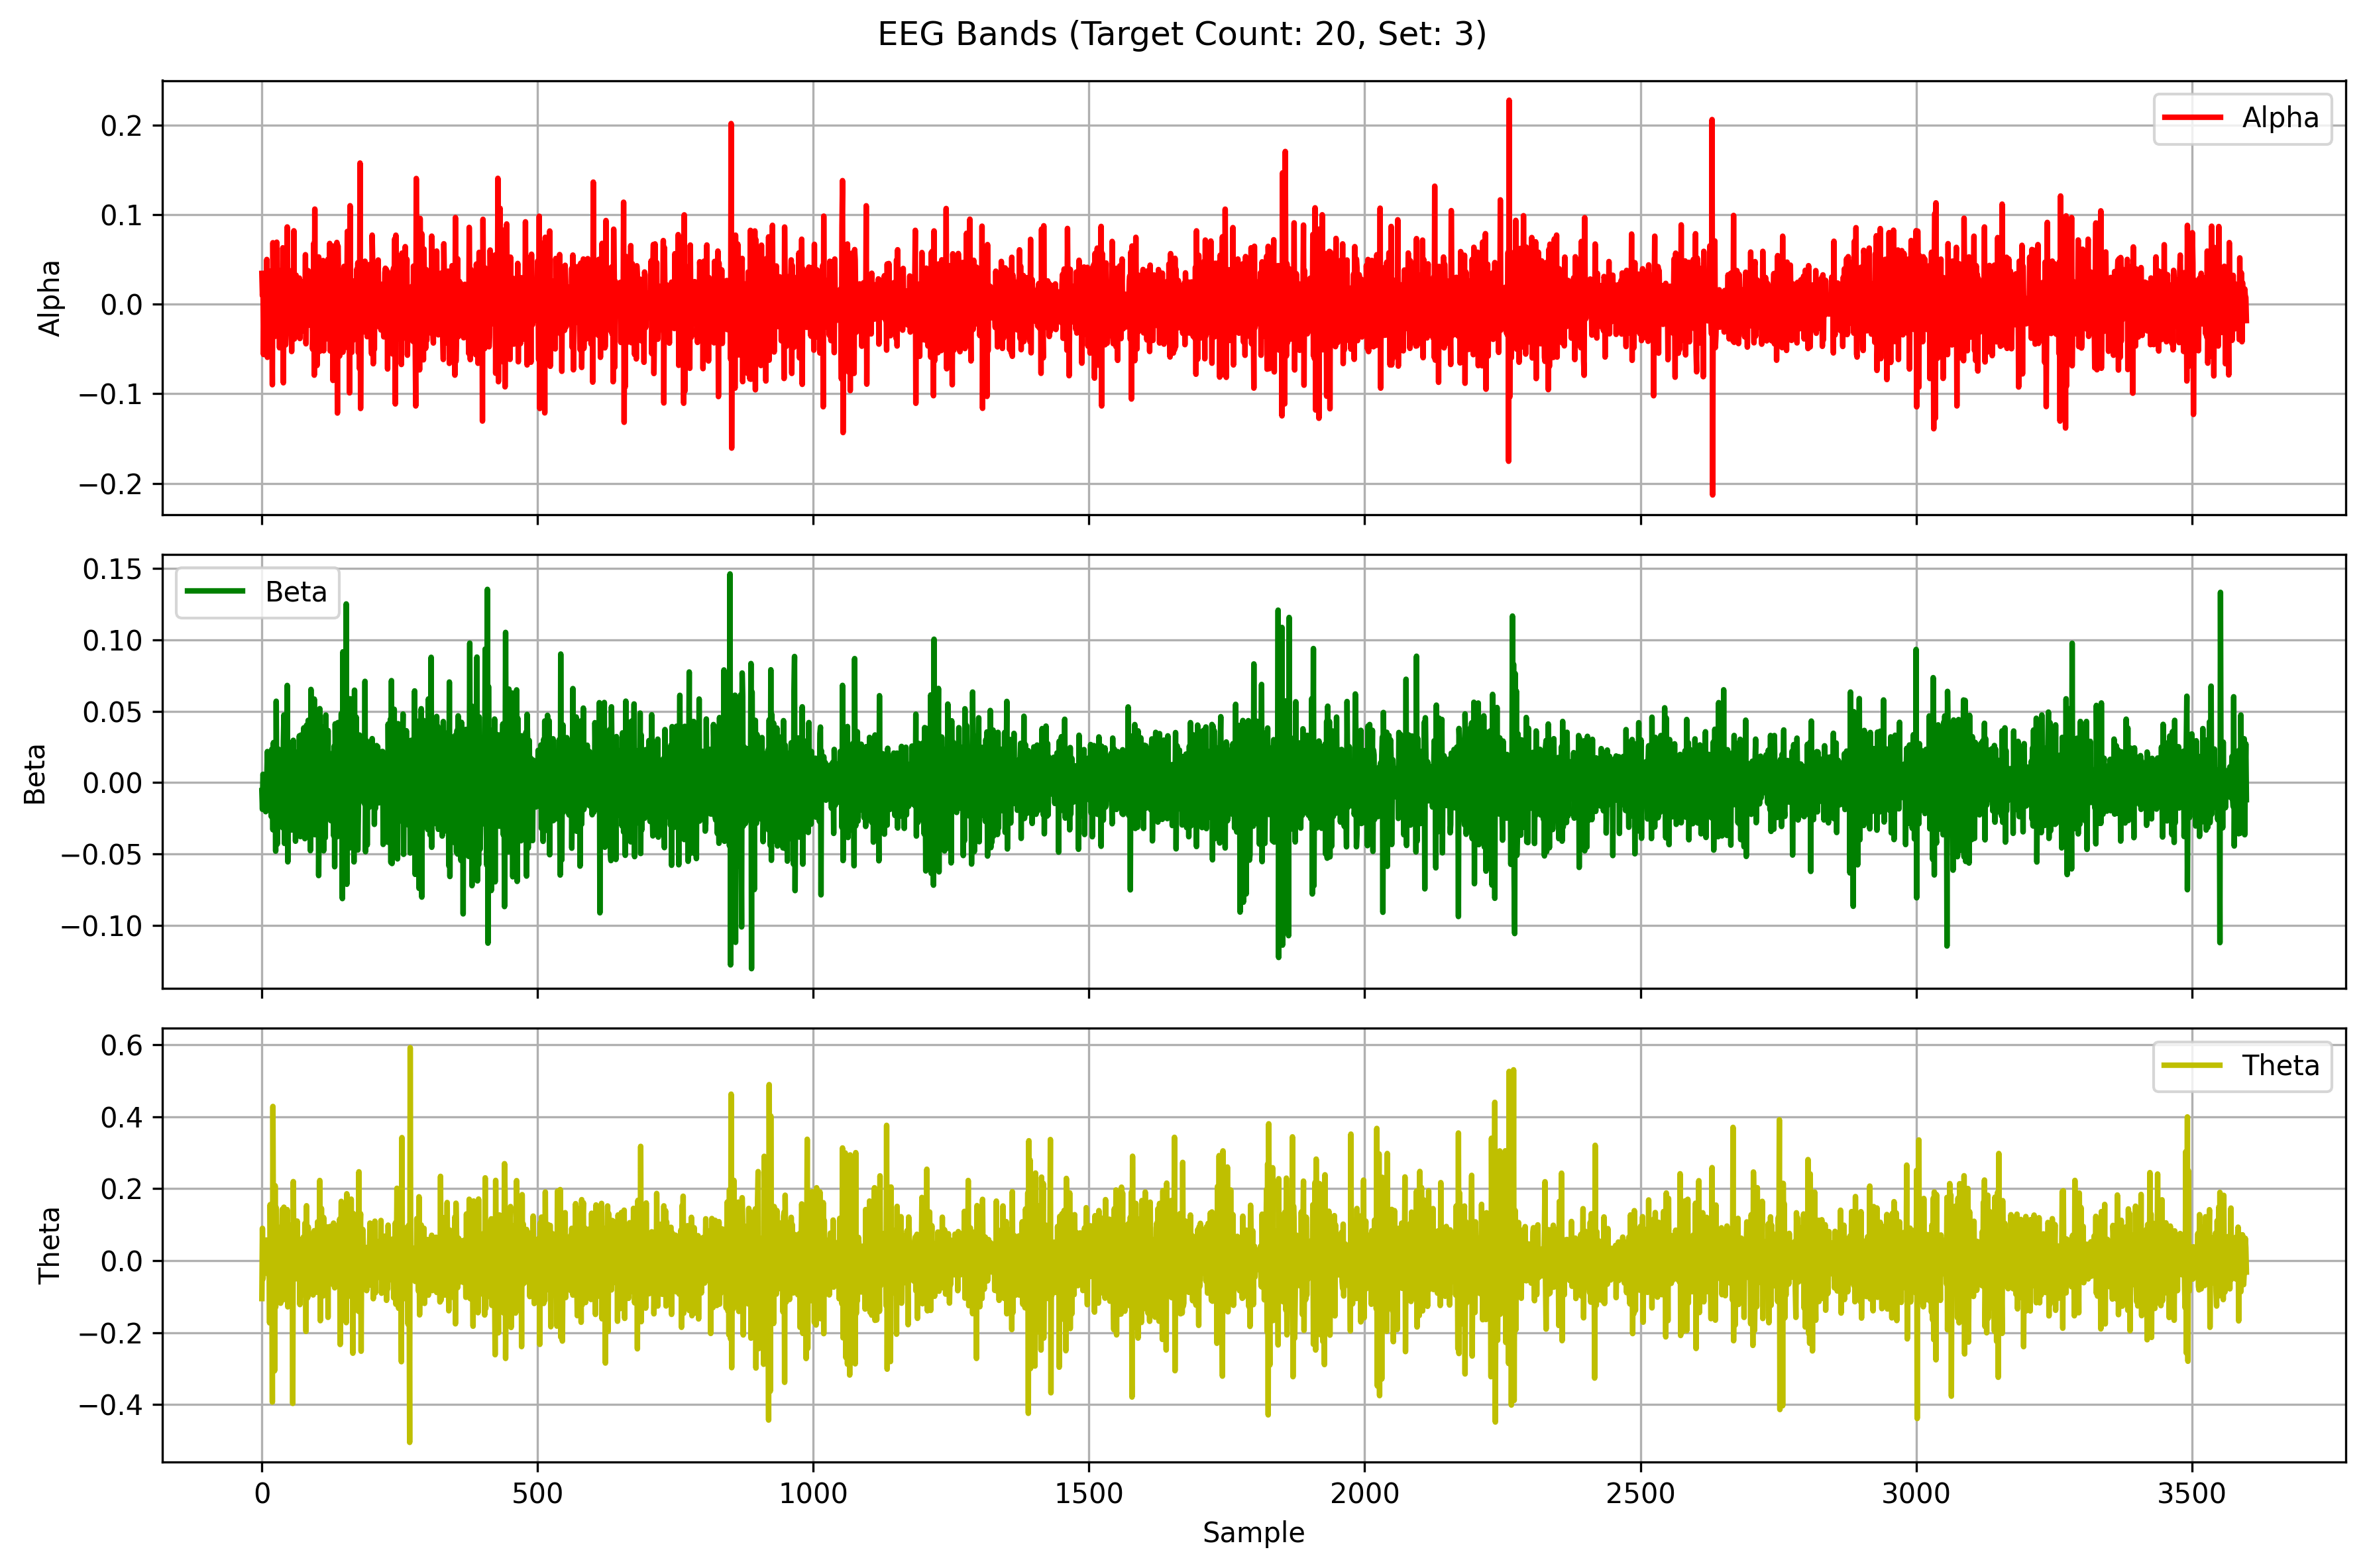 EEG Bands (Target Count: 20, Set: 3)
Alpha
0.2
0.1
0.0
−0.1
−0.2
Alpha
Beta
0.15
0.10
0.05
0.00
−0.05
−0.10
Beta
Theta
0.6
0.4
0.2
0.0
−0.2
−0.4
Theta
0 500 1000 1500 2000 2500 3000 3500
Sample